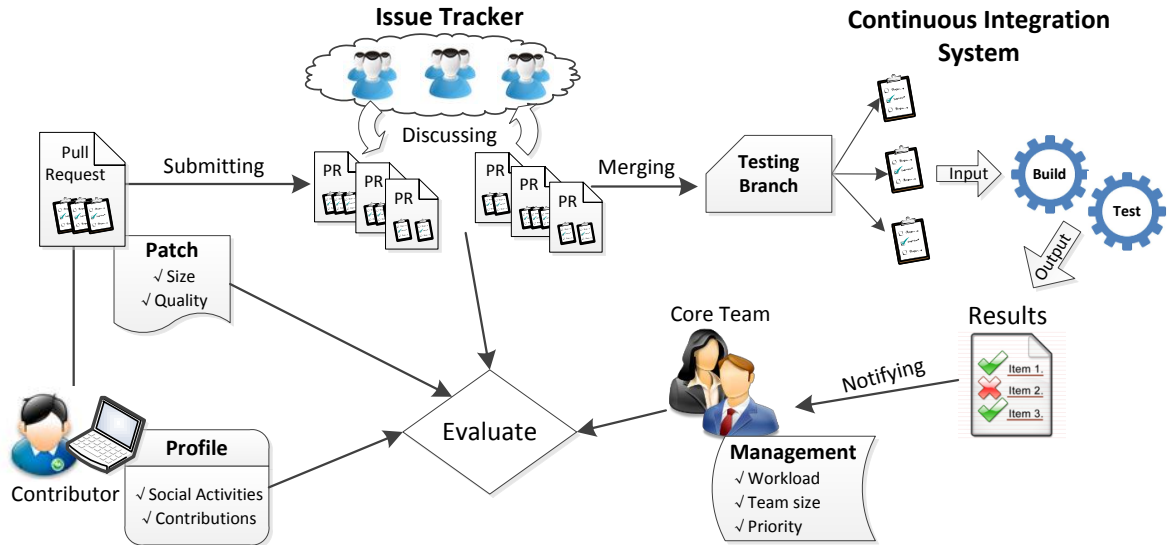 Issue Tracker
Continuous Integration
System
Discussing
Pull
Request
Submitting
PR
PR
PR
PR
PR
PR
Merging
Testing
Branch
Input
Build
Test
Output
Patch
√ Size
√ Quality
Core Team
Results
Item 1.
Item 2.
Item 3.
Notifying
Evaluate
Contributor
Profile
√ Social Activities
√ Contributions
Management
√ Workload
√ Team size
√ Priority